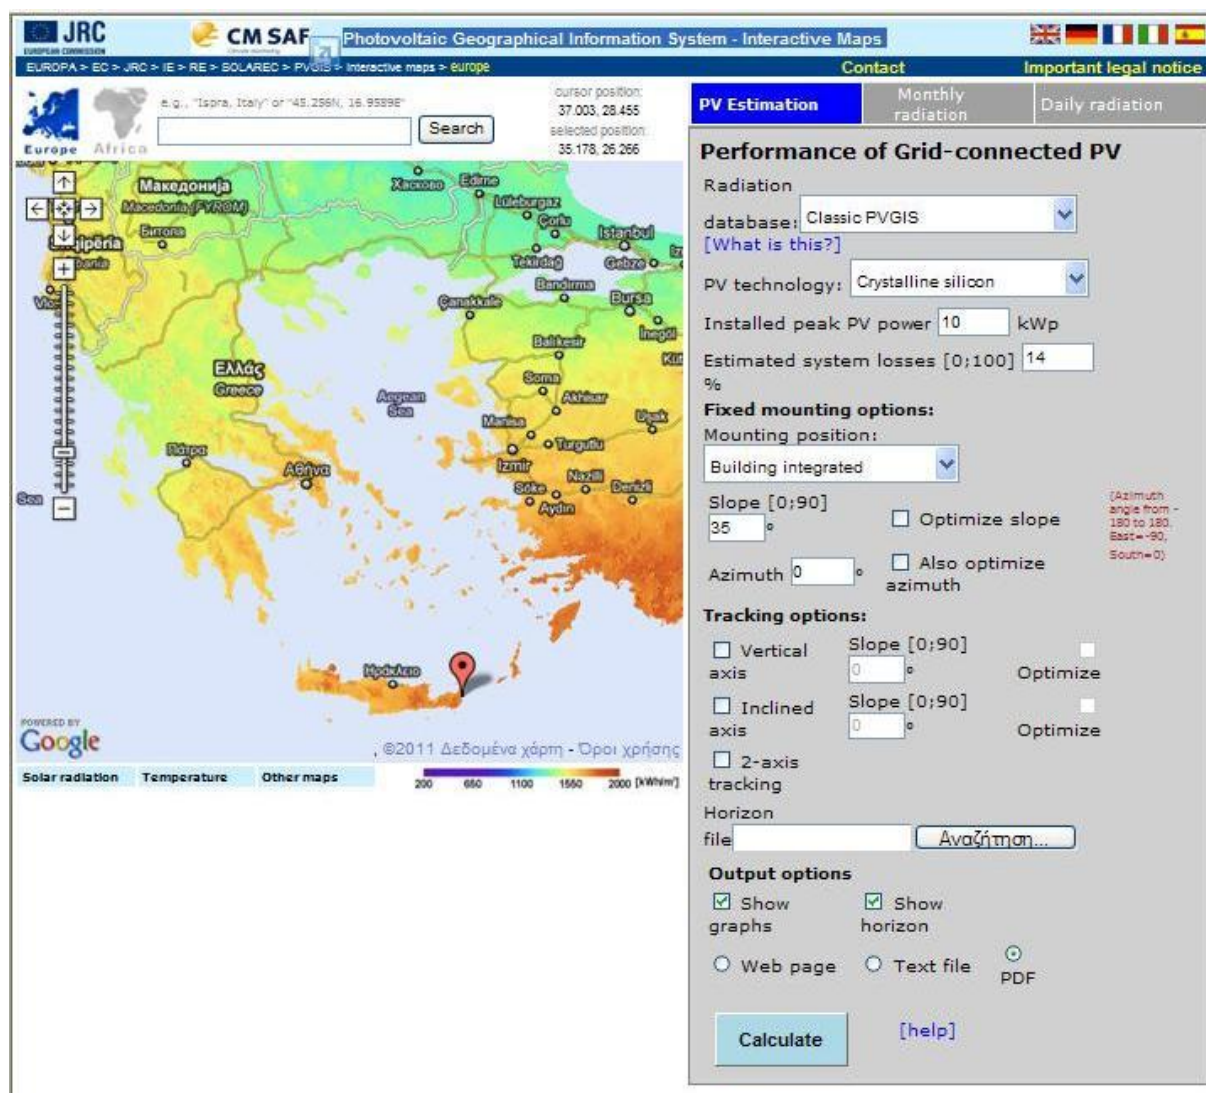 JRC
EUROPEAN COMMISSION
CM SAF
Photovoltaic Geographical Information System - Interactive Maps
EUROPA > EC > JRC > IE > RE > SOLAREC > PVGIS > Interactive maps > europe
Contact
Important legal notice
Europe
Africa
e.g., "Ispra, Italy" or "45.256N, 16.9589E"
Search
cursor position:
37.003, 28.455
selected position:
35.178, 26.266
PV Estimation
Monthly
radiation
Daily radiation
Македонија
Macedonia (FYROM)
Битола
Хасково
Edirne
Lüleburgaz
Çorlu
Istanbul
Tekirdağ
Gebze
Bandırma
Çanakkale
Bursa
İnegöl
Balıkesir
Ελλάς
Greece
Aegean
Sea
Soma
Akhisar
Manisa
Uşak
Turgutlu
Πάτρα
Αθήνα
Izmir
Nazilli
Söke
Denizli
Aydın
Sea
Ηράκλειο
POWERED BY
Google
, ©2011 Δεδομένα χάρτη - Όροι χρήσης
Solar radiation
Temperature
Other maps
200 650 1100 1550 2000 [kWh/m²]
Performance of Grid-connected PV
Radiation
database: Classic PVGIS
[What is this?]
PV technology: Crystalline silicon
Installed peak PV power 10 kWp
Estimated system losses [0;100] 14
%
Fixed mounting options:
Mounting position:
Building integrated
Slope [0;90]
35 °
Optimize slope
Azimuth 0 °
Also optimize
azimuth
(Azimuth
angle from -
180 to 180.
East=-90,
South=0)
Tracking options:
Vertical
axis
Slope [0;90]
0 °
Optimize
Inclined
axis
Slope [0;90]
0 °
Optimize
2-axis
tracking
Horizon
file
Αναζήτηση...
Output options
Show
graphs
Show
horizon
Web page
Text file
PDF
Calculate
[help]